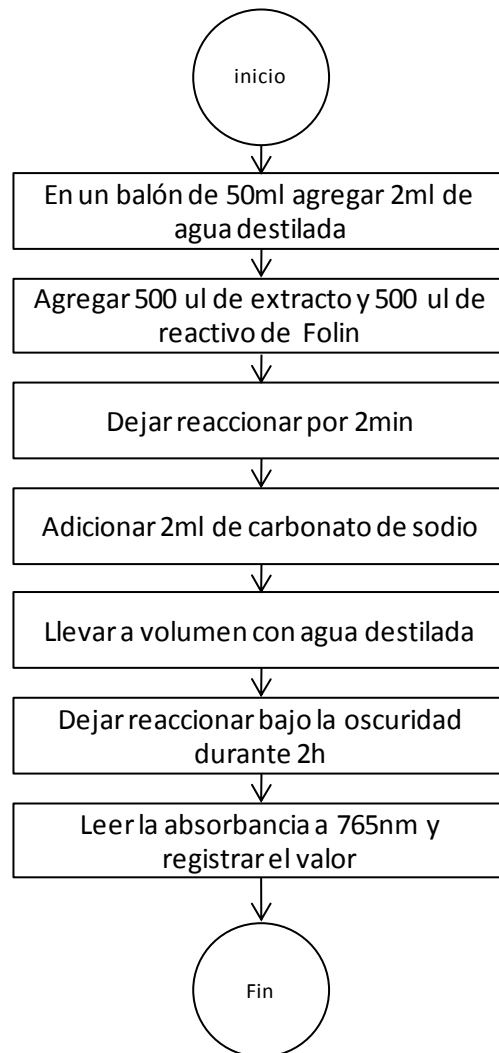 inicio
En un balón de 50ml agregar 2ml de
agua destilada
Agregar 500 ul de extracto y 500 ul de
reactivo de Folin
Dejar reaccionar por 2min
Adicionar 2ml de carbonato de sodio
Llevar a volumen con agua destilada
Dejar reaccionar bajo la oscuridad
durante 2h
Leer la absorbancia a 765nm y
registrar el valor
Fin